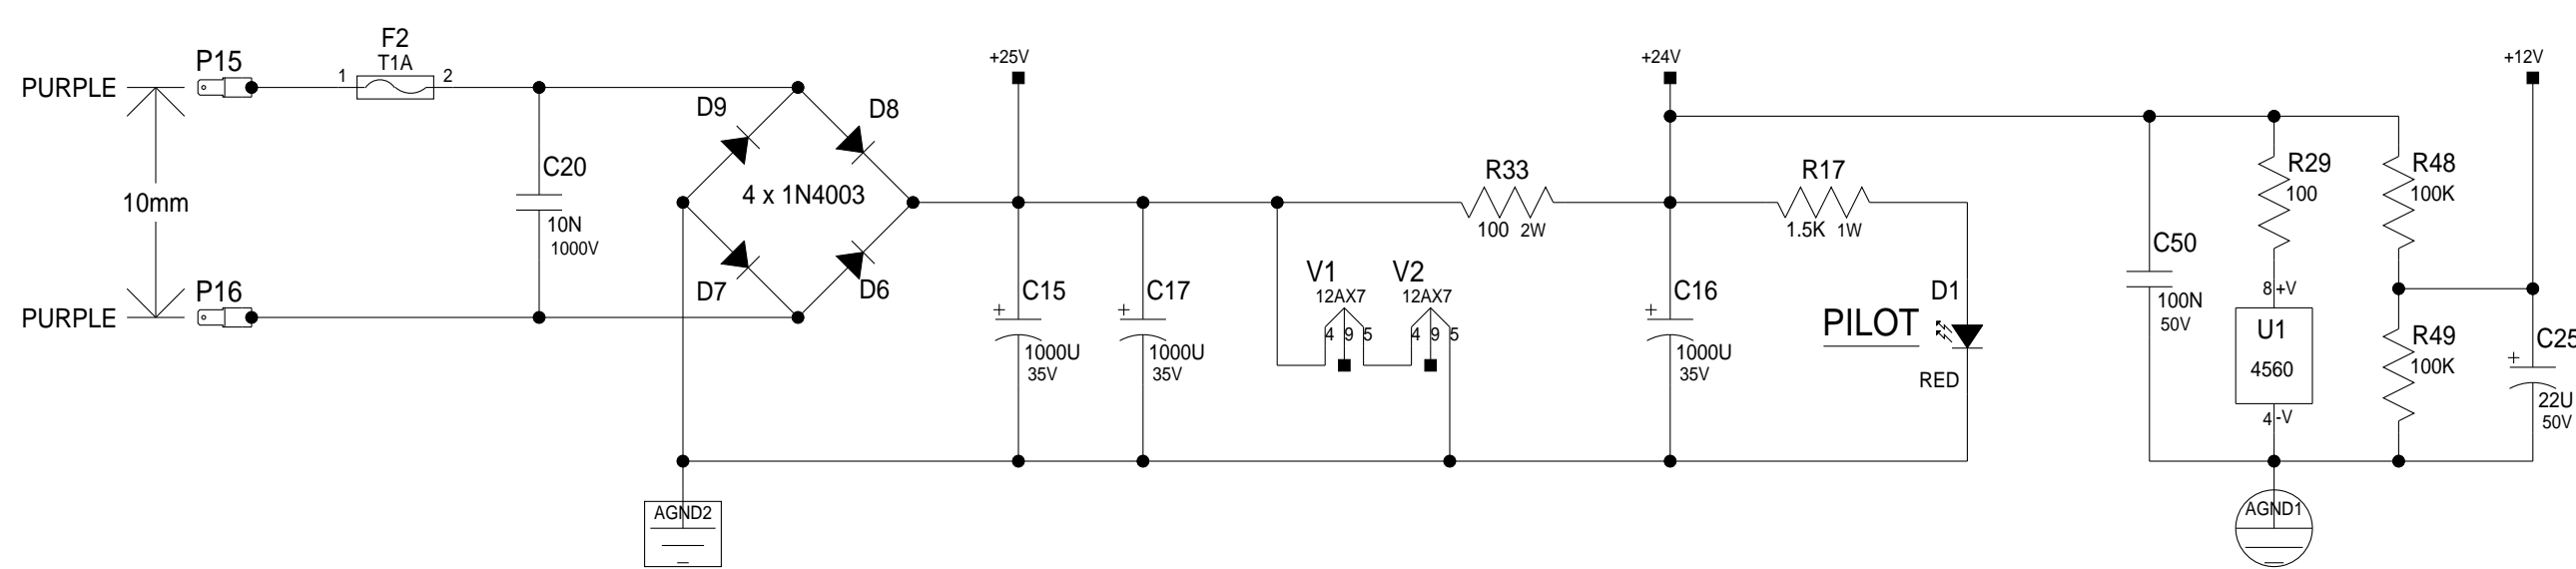 PURPLE
P15
F2
T1A
1
2
10mm
PURPLE
P16
C20
10N
1000V
D9
D8
4 x 1N4003
D7
D6
AGND2
+25V
C15
+
1000U
35V
C17
+
1000U
35V
V1
12AX7
4 9 5
V2
12AX7
4 9 5
R33
100 2W
+24V
C16
+
1000U
35V
R17
1.5K 1W
D1
PILOT
RED
C50
100N
50V
R29
100
8 +V
U1
4560
4 -V
AGND1
R48
100K
R49
100K
+12V
C25
+
22U
50V